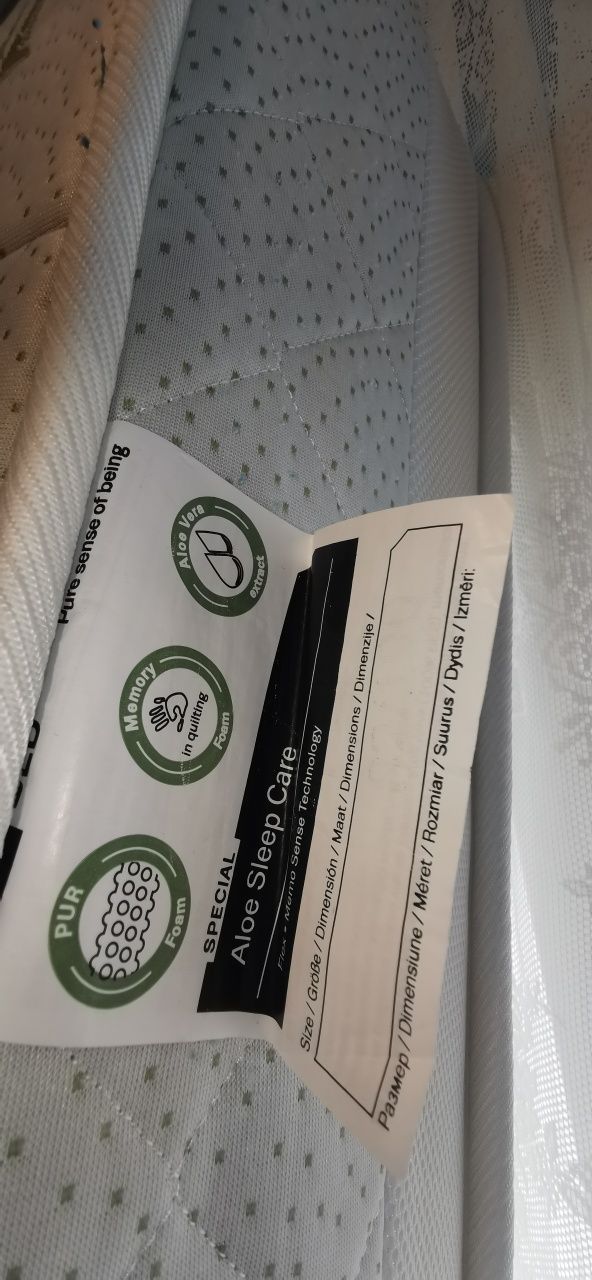 Pure sense of being
Aloe Vera
extract
Memory
in quilting
Foam
PUR
Foam
SPECIAL
Aloe Sleep Care
Flex - Memo Sense Technology
Size / Größe / Dimensión / Maat / Dimensions / Dimenzije /
Размер / Dimensiune / Méret / Rozmiar / Suurus / Dydis / Izmēri: